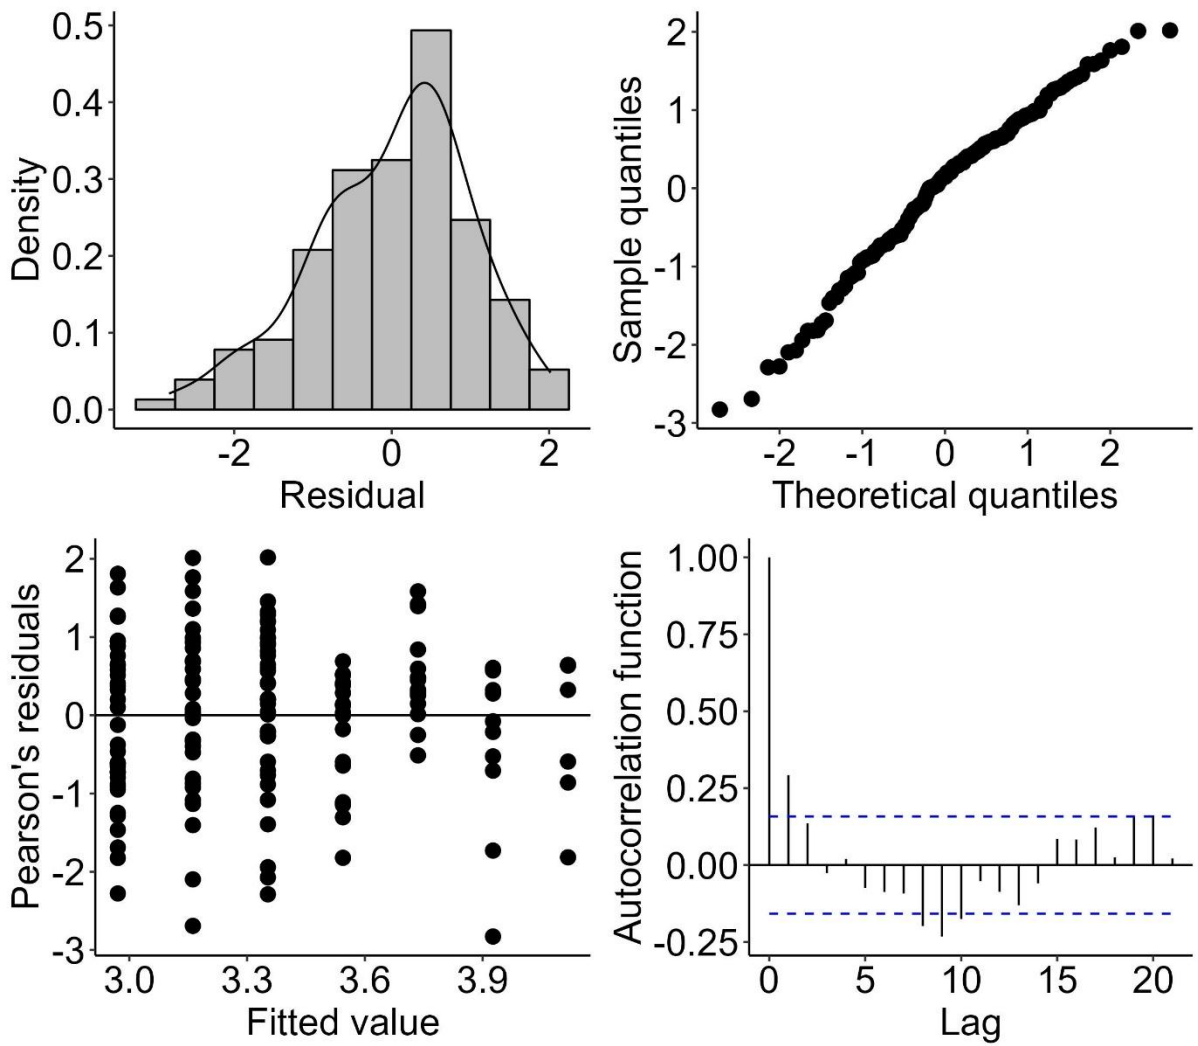 Density
0.5
0.4
0.3
0.2
0.1
0.0
-2 0 2
Residual
Sample quantiles
2
1
0
-1
-2
-3
-2 -1 0 1 2
Theoretical quantiles
Pearson's residuals
2
1
0
-1
-2
-3
3.0 3.3 3.6 3.9
Fitted value
Autocorrelation function
1.00
0.75
0.50
0.25
0.00
-0.25
0 5 10 15 20
Lag